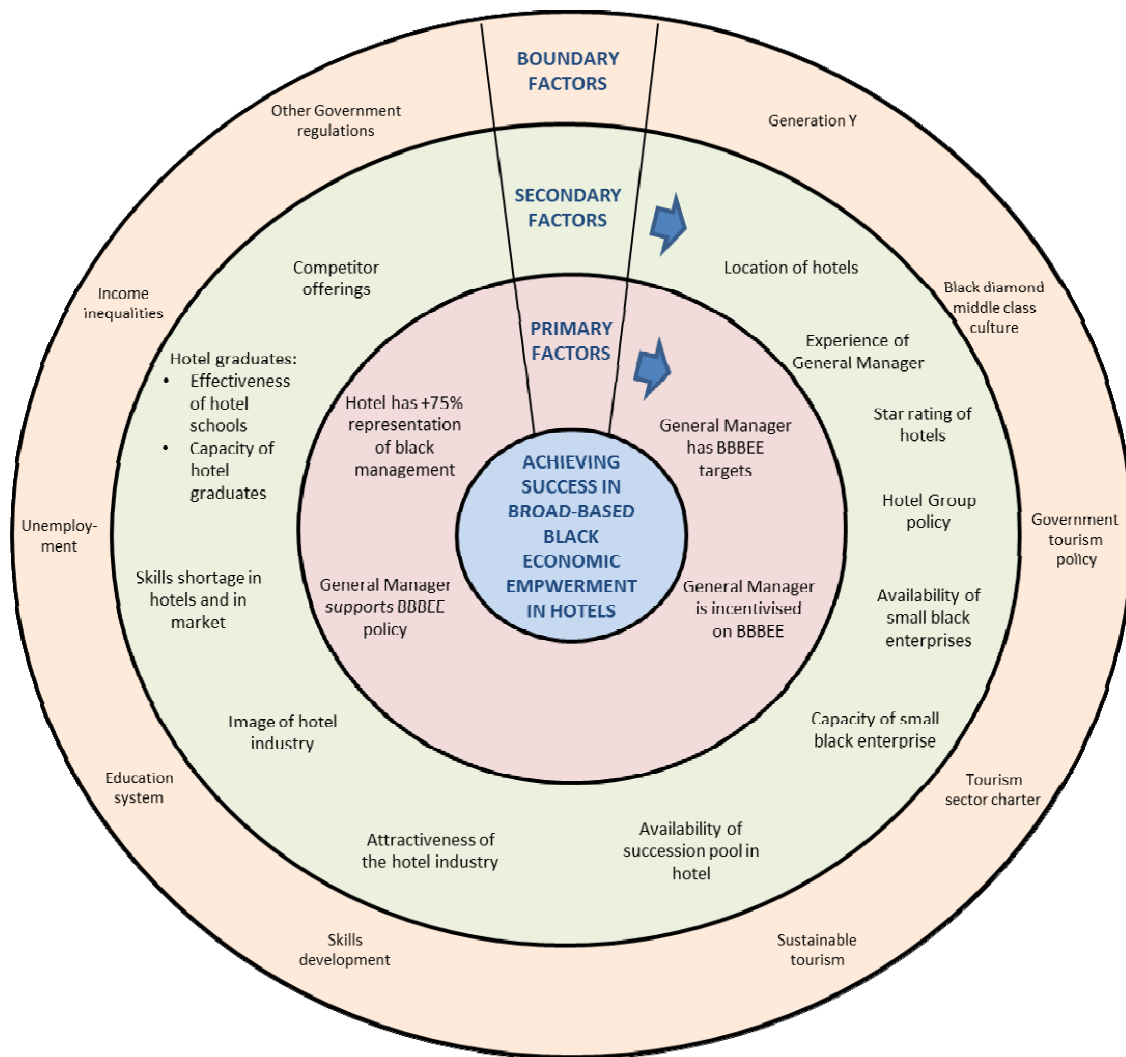 BOUNDARY
FACTORS
Other Government
regulations
Generation Y
SECONDARY
FACTORS
Competitor
offerings
Location of hotels
Income
inequalities
Black diamond
middle class
culture
PRIMARY
FACTORS
Experience of
General Manager
Hotel graduates:
• Effectiveness
of hotel
schools
• Capacity of
hotel
graduates
Hotel has +75%
representation
of black
management
General Manager
has BBBEE
targets
Star rating of
hotels
ACHIEVING
SUCCESS IN
BROAD-BASED
BLACK
ECONOMIC
EMPWERMENT
IN HOTELS
Hotel Group
policy
Unemploy-
ment
Government
tourism
policy
Skills shortage in
hotels and in
market
General Manager
supports BBBEE
policy
General Manager
is incentivised
on BBBEE
Availability of
small black
enterprises
Image of hotel
industry
Capacity of small
black enterprise
Education
system
Tourism
sector charter
Attractiveness of
the hotel industry
Availability of
succession pool in
hotel
Skills
development
Sustainable
tourism